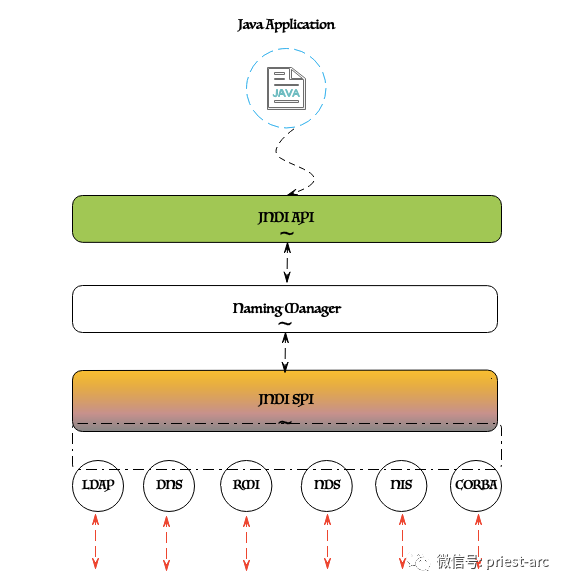 Java Application
JAVA
JNDI API
~
Naming Manager
~
JNDI SPI
~
LDAP
DNS
RMI
NDS
NIS
CORBA
微信号: priest-arc